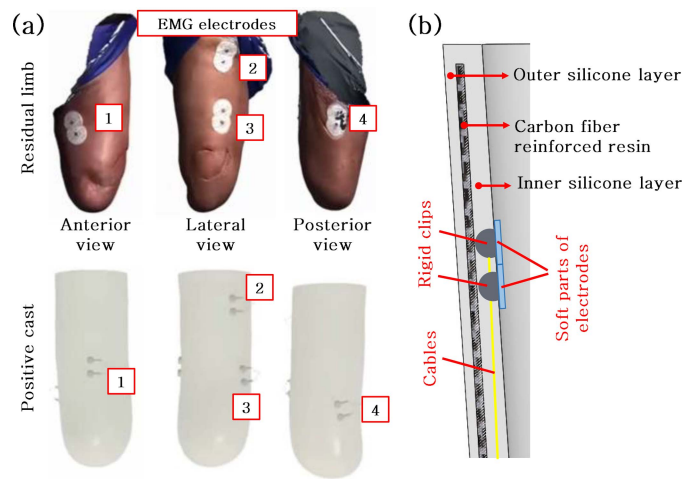 (a)
EMG electrodes
Residual limb
1
2
3
4
Anterior
view
Lateral
view
Posterior
view
Positive cast
1
2
3
4
(b)
Outer silicone layer
Carbon fiber
reinforced resin
Inner silicone layer
Rigid clips
Soft parts of
electrodes
Cables